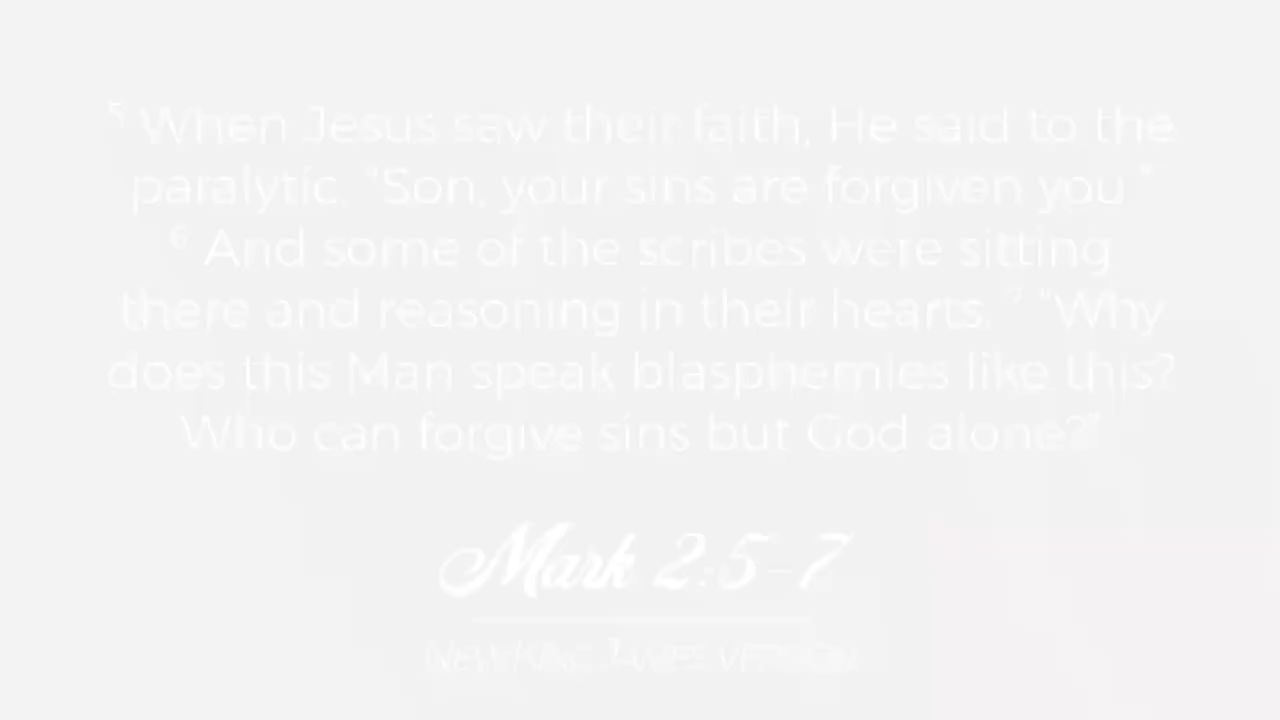 5 When Jesus saw their faith, He said to the
paralytic, "Son, your sins are forgiven you."
6 And some of the scribes were sitting
there and reasoning in their hearts, 7 "Why
does this Man speak blasphemies like this?
Who can forgive sins but God alone?"
Mark 2:5-7
NEW KING JAMES VERSION